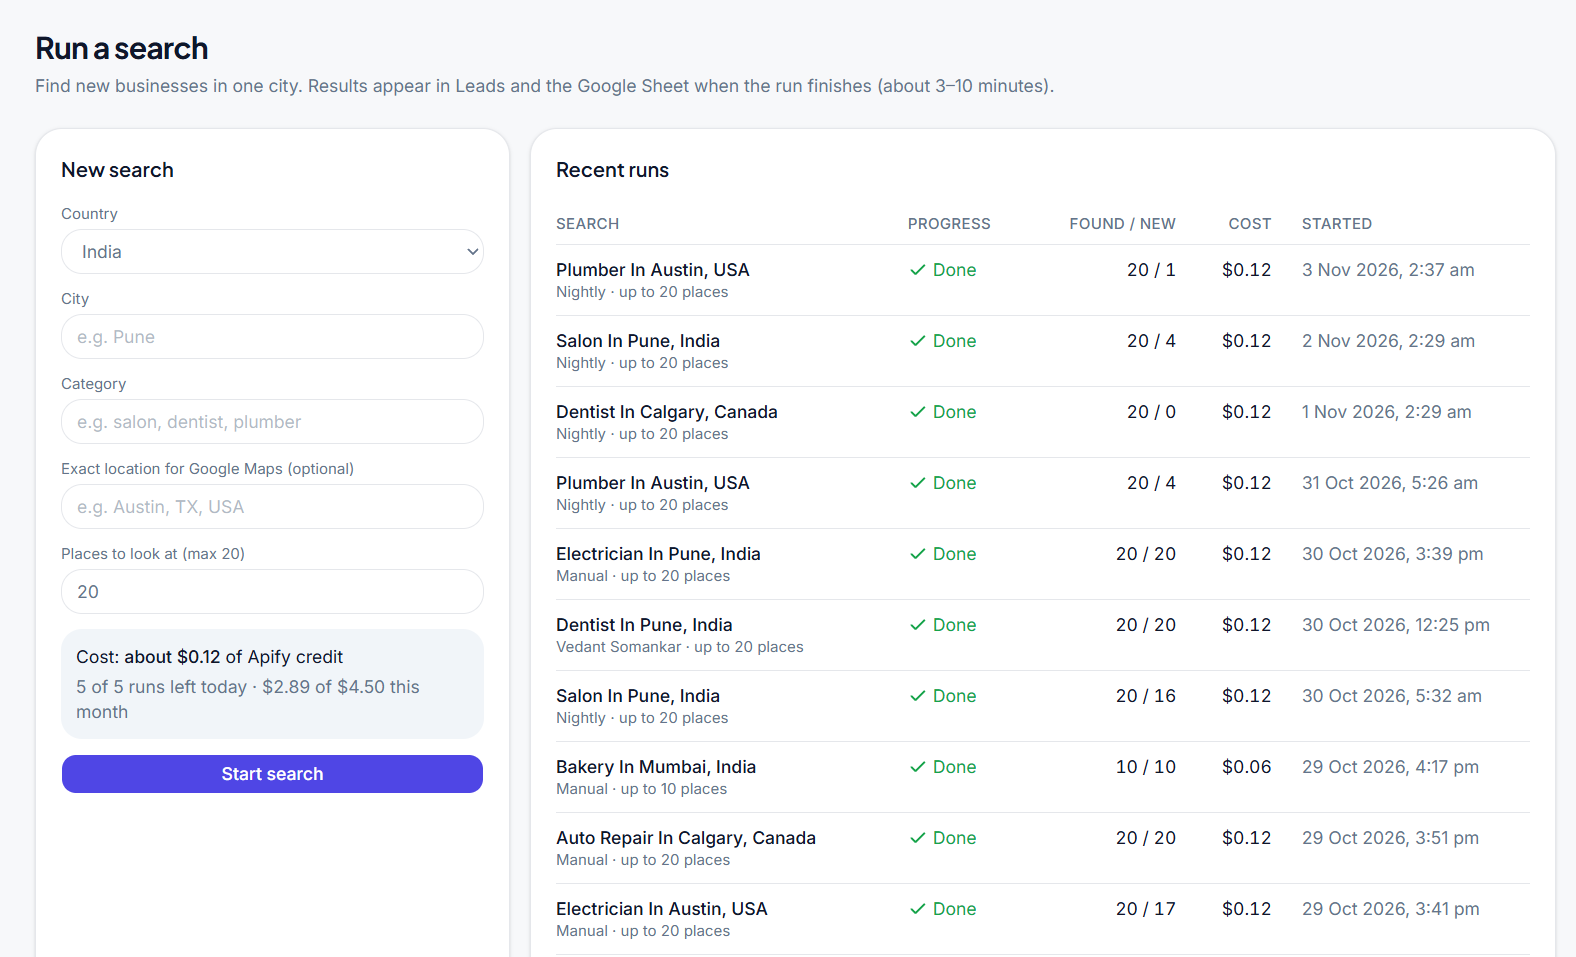 Run a search
Find new businesses in one city. Results appear in Leads and the Google Sheet when the run finishes (about 3–10 minutes).
New search
Country
India
City
e.g. Pune
Category
e.g. salon, dentist, plumber
Exact location for Google Maps (optional)
e.g. Austin, TX, USA
Places to look at (max 20)
20
Cost: about $0.12 of Apify credit
5 of 5 runs left today · $2.89 of $4.50 this
month
Start search
Recent runs
SEARCH PROGRESS FOUND / NEW COST STARTED
Plumber In Austin, USA Done 20 / 1 $0.12 3 Nov 2026, 2:37 am
Nightly · up to 20 places
Salon In Pune, India Done 20 / 4 $0.12 2 Nov 2026, 2:29 am
Nightly · up to 20 places
Dentist In Calgary, Canada Done 20 / 0 $0.12 1 Nov 2026, 2:29 am
Nightly · up to 20 places
Plumber In Austin, USA Done 20 / 4 $0.12 31 Oct 2026, 5:26 am
Nightly · up to 20 places
Electrician In Pune, India Done 20 / 20 $0.12 30 Oct 2026, 3:39 pm
Manual · up to 20 places
Dentist In Pune, India Done 20 / 20 $0.12 30 Oct 2026, 12:25 pm
Vedant Somankar · up to 20 places
Salon In Pune, India Done 20 / 16 $0.12 30 Oct 2026, 5:32 am
Nightly · up to 20 places
Bakery In Mumbai, India Done 10 / 10 $0.06 29 Oct 2026, 4:17 pm
Manual · up to 10 places
Auto Repair In Calgary, Canada Done 20 / 20 $0.12 29 Oct 2026, 3:51 pm
Manual · up to 20 places
Electrician In Austin, USA Done 20 / 17 $0.12 29 Oct 2026, 3:41 pm
Manual · up to 20 places